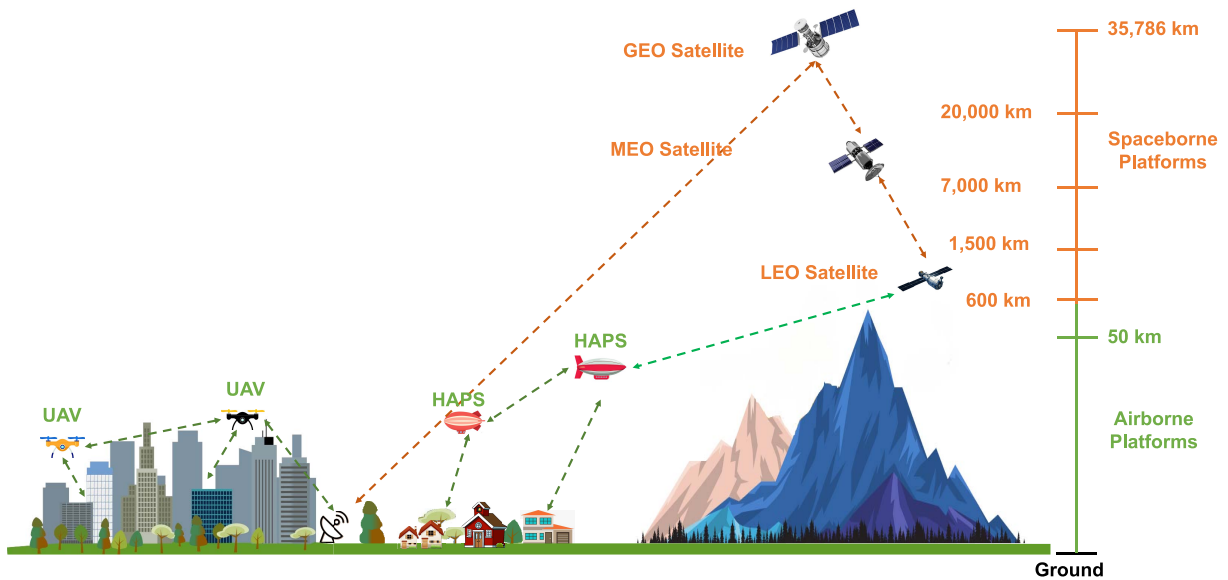 35,786 km
GEO Satellite
20,000 km
MEO Satellite
Spaceborne
Platforms
7,000 km
1,500 km
LEO Satellite
600 km
HAPS
50 km
UAV
HAPS
UAV
Airborne
Platforms
Ground